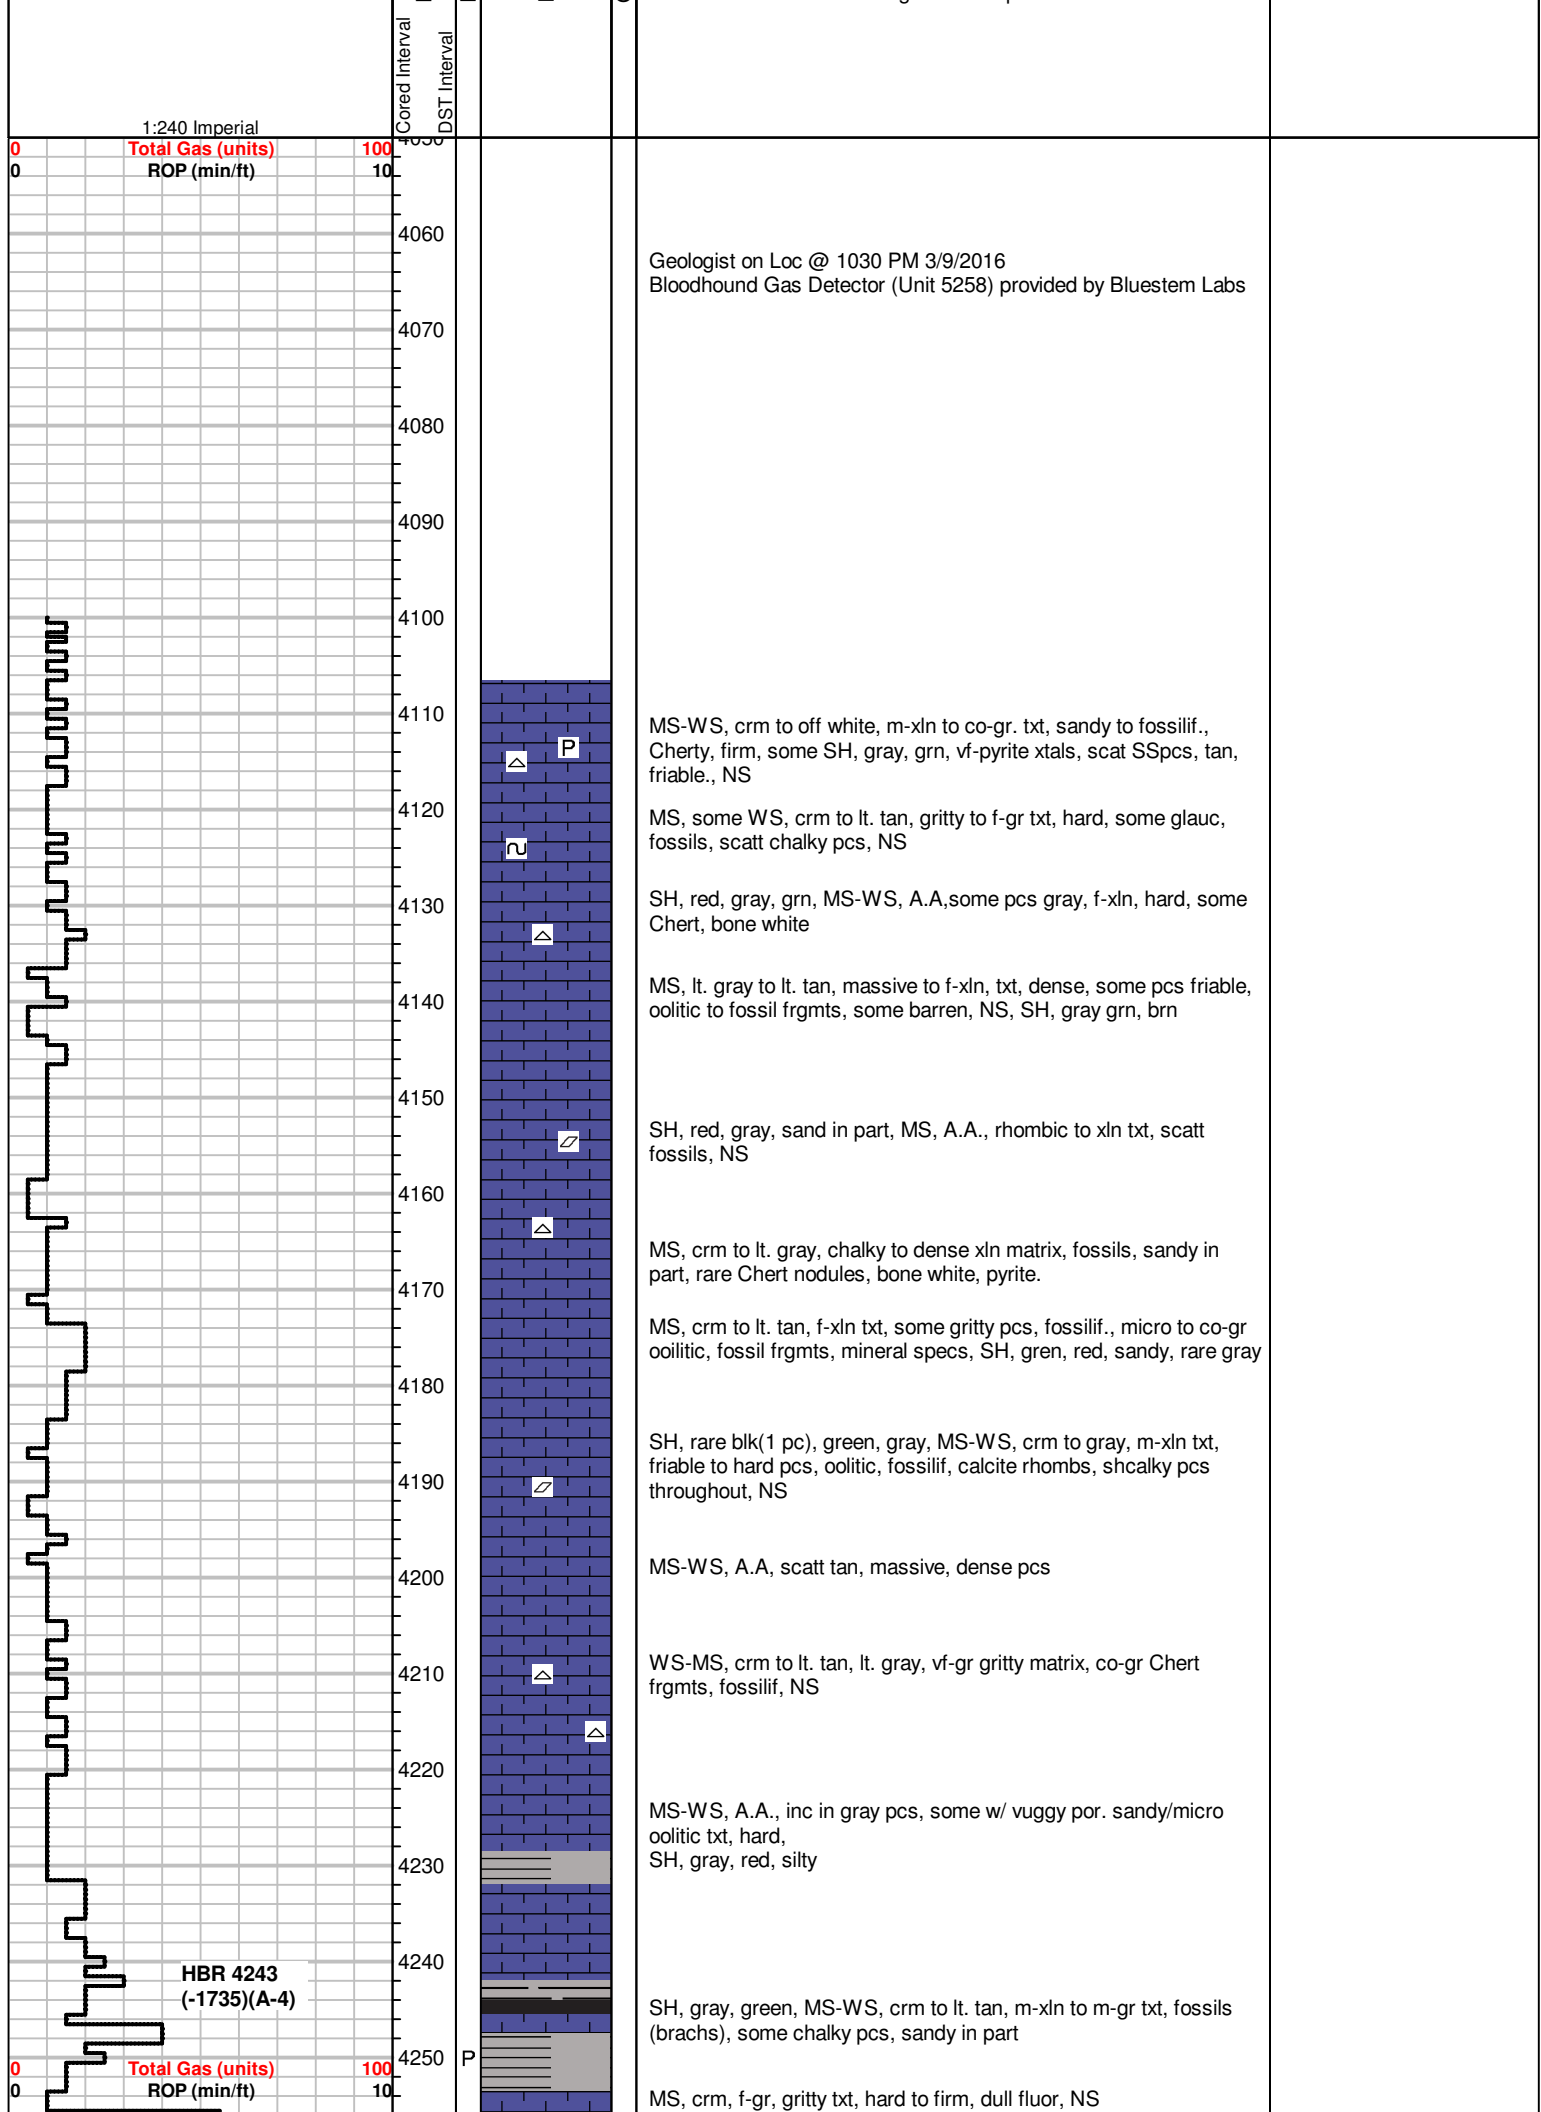 Cored Interval
DST Interval
1:240 Imperial
0 Total Gas (units) 100
0 ROP (min/ft) 10
4060
Geologist on Loc @ 1030 PM 3/9/2016
Bloodhound Gas Detector (Unit 5258) provided by Bluestem Labs
4070
4080
4090
4100
4110
MS-WS, crm to off white, m-xln to co-gr. txt, sandy to fossilif.,
Cherty, firm, some SH, gray, grn, vf-pyrite xtals, scat SSpcs, tan,
friable., NS
P
4120
MS, some WS, crm to lt. tan, gritty to f-gr txt, hard, some glauc,
fossils, scatt chalky pcs, NS
4130
SH, red, gray, grn, MS-WS, A.A,some pcs gray, f-xln, hard, some
Chert, bone white
4140
MS, lt. gray to lt. tan, massive to f-xln, txt, dense, some pcs friable,
oolitic to fossil frgmts, some barren, NS, SH, gray grn, brn
4150
SH, red, gray, sand in part, MS, A.A., rhombic to xln txt, scatt
fossils, NS
4160
MS, crm to lt. gray, chalky to dense xln matrix, fossils, sandy in
part, rare Chert nodules, bone white, pyrite.
4170
MS, crm to lt. tan, f-xln txt, some gritty pcs, fossilif., micro to co-gr
ooilitic, fossil frgmts, mineral specs, SH, gren, red, sandy, rare gray
4180
SH, rare blk(1 pc), green, gray, MS-WS, crm to gray, m-xln txt,
friable to hard pcs, oolitic, fossilif, calcite rhombs, shcalky pcs
throughout, NS
4190
MS-WS, A.A, scatt tan, massive, dense pcs
4200
4210
WS-MS, crm to lt. tan, lt. gray, vf-gr gritty matrix, co-gr Chert
frgmts, fossilif, NS
4220
MS-WS, A.A., inc in gray pcs, some w/ vuggy por. sandy/micro
oolitic txt, hard,
SH, gray, red, silty
4230
4240
HBR 4243
(-1735)(A-4)
SH, gray, green, MS-WS, crm to lt. tan, m-xln to m-gr txt, fossils
(brachs), some chalky pcs, sandy in part
4250
P
0 Total Gas (units) 100
0 ROP (min/ft) 10
MS, crm, f-gr, gritty txt, hard to firm, dull fluor, NS